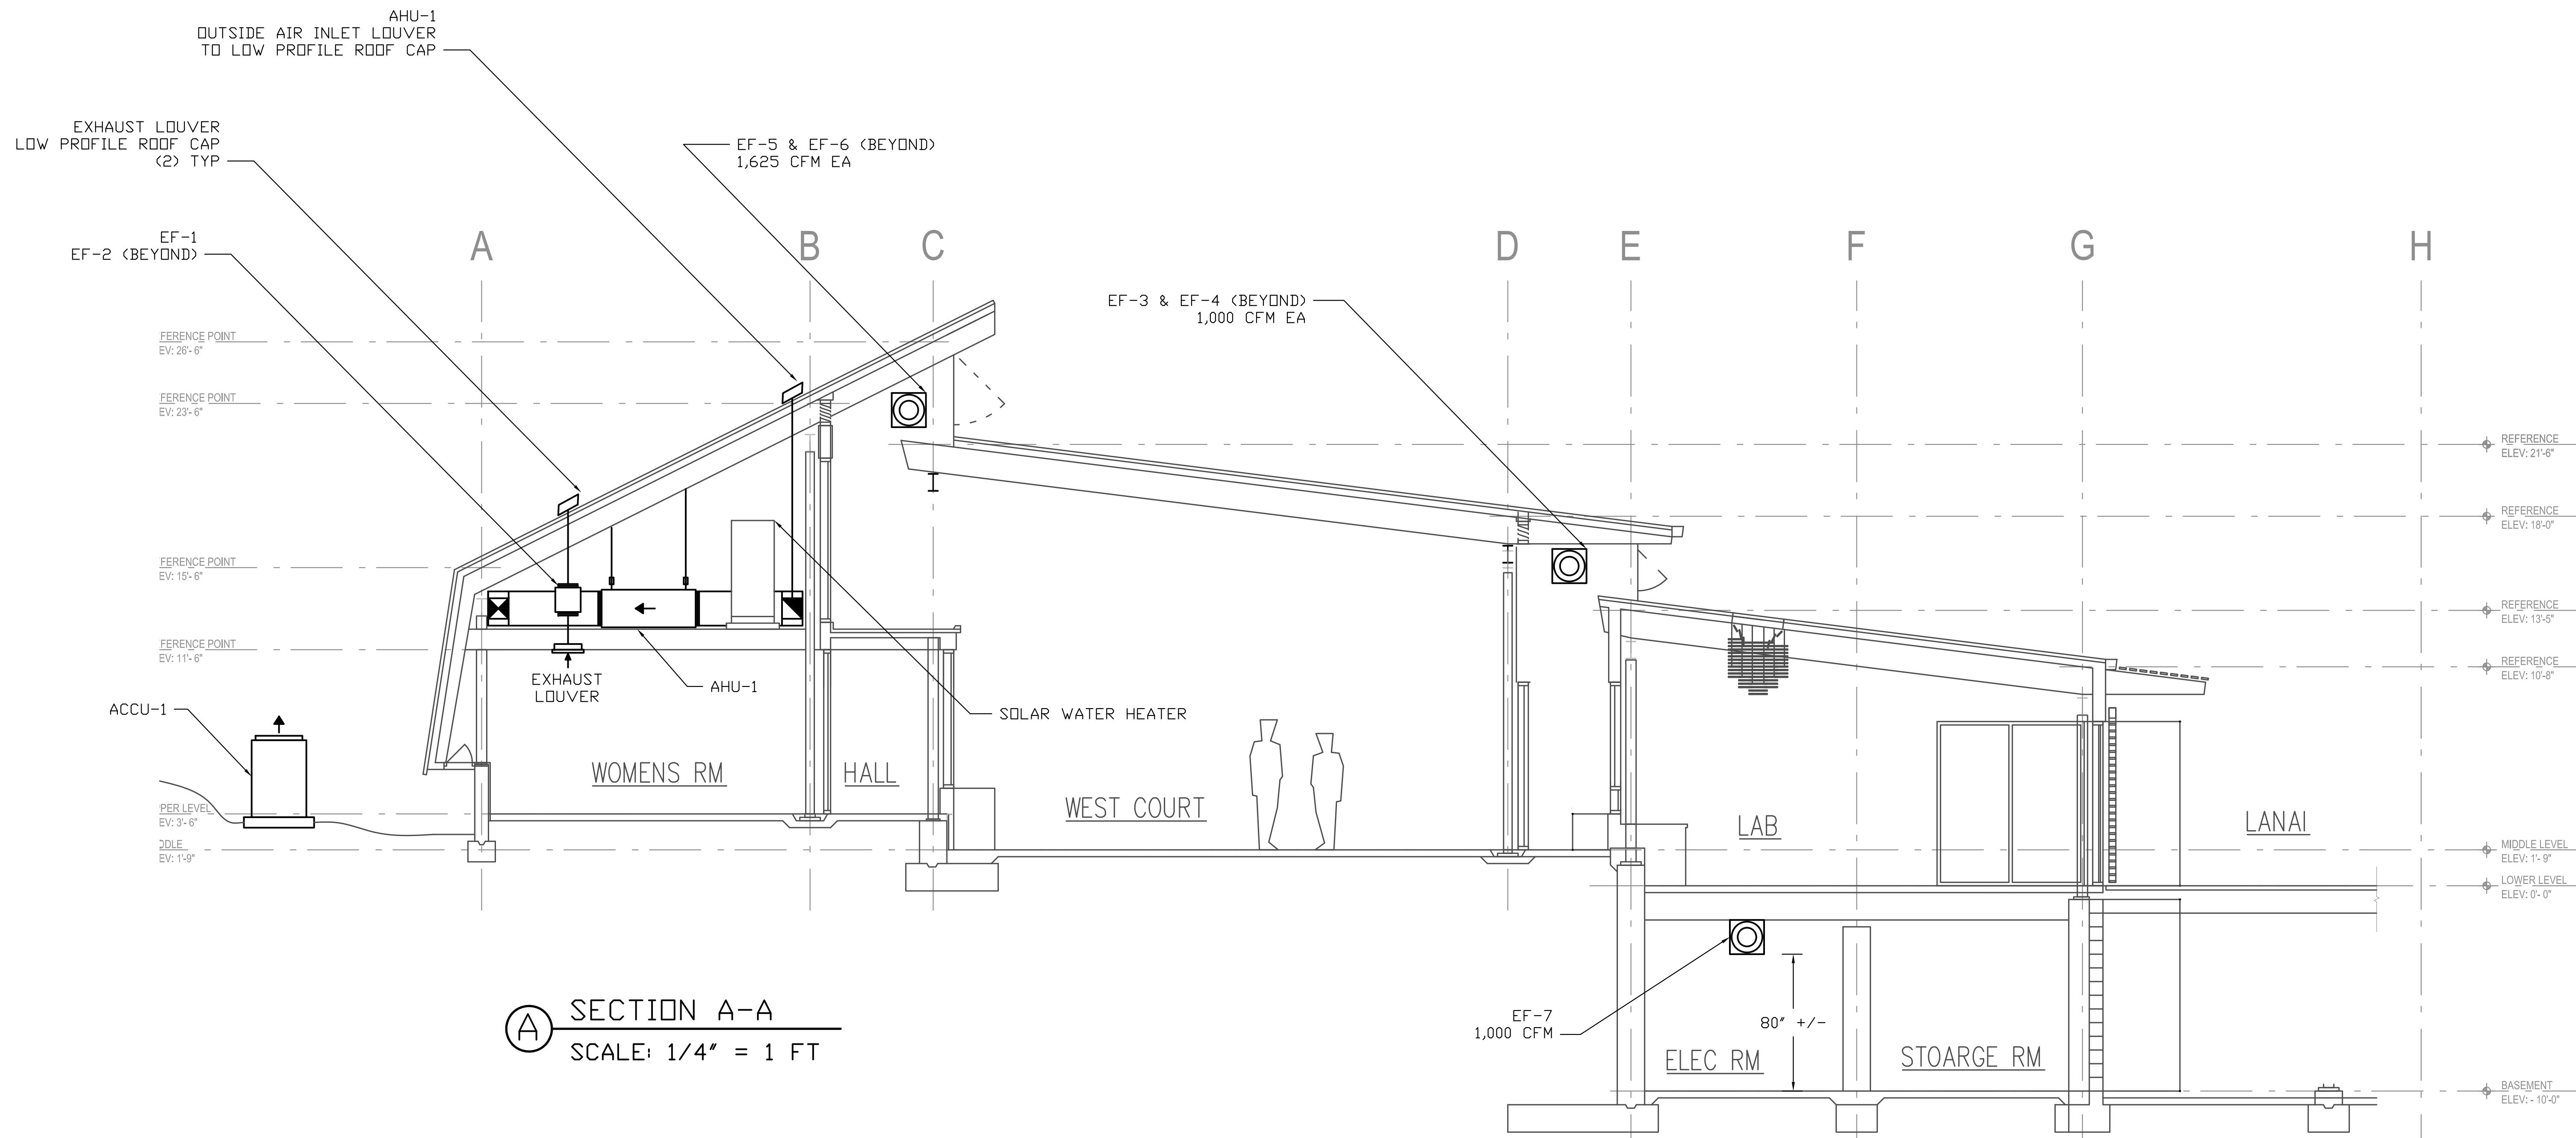 AHU-1
OUTSIDE AIR INLET LOUVER
TO LOW PROFILE ROOF CAP
EXHAUST LOUVER
LOW PROFILE ROOF CAP
(2) TYP
EF-5 & EF-6 (BEYOND)
1,625 CFM EA
EF-1
EF-2 (BEYOND)
A
B
C
D
E
F
G
H
EF-3 & EF-4 (BEYOND)
1,000 CFM EA
FERENCE POINT
EV: 26'- 6"
FERENCE POINT
EV: 23'- 6"
REFERENCE
ELEV: 21'-6"
REFERENCE
ELEV: 18'-0"
FERENCE POINT
EV: 15'- 6"
REFERENCE
ELEV: 13'-5"
FERENCE POINT
EV: 11'- 6"
REFERENCE
ELEV: 10'-8"
EXHAUST
LOUVER
AHU-1
ACCU-1
SOLAR WATER HEATER
WOMENS RM
HALL
WEST COURT
LAB
LANAI
PER LEVEL
EV: 3'- 6"
DDLE
EV: 1'-9"
MIDDLE LEVEL
ELEV: 1'- 9"
LOWER LEVEL
ELEV: 0'- 0"
A
SECTION A-A
SCALE: 1/4" = 1 FT
EF-7
1,000 CFM
80" +/-
ELEC RM
STOARGE RM
BASEMENT
ELEV: - 10'-0"